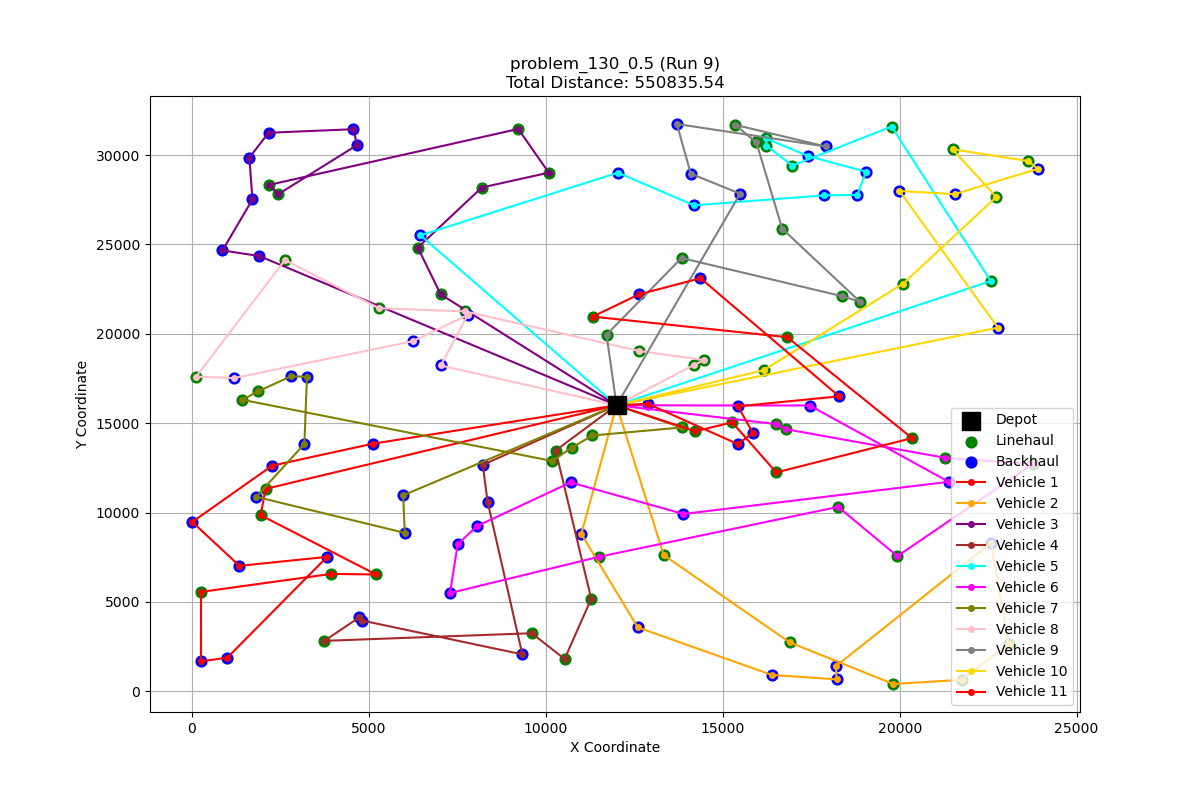 problem_130_0.5 (Run 9)
Total Distance: 550835.54
Y Coordinate
30000
25000
20000
15000
10000
5000
0
0
5000
10000
15000
20000
25000
X Coordinate
Depot
Linehaul
Backhaul
Vehicle 1
Vehicle 2
Vehicle 3
Vehicle 4
Vehicle 5
Vehicle 6
Vehicle 7
Vehicle 8
Vehicle 9
Vehicle 10
Vehicle 11